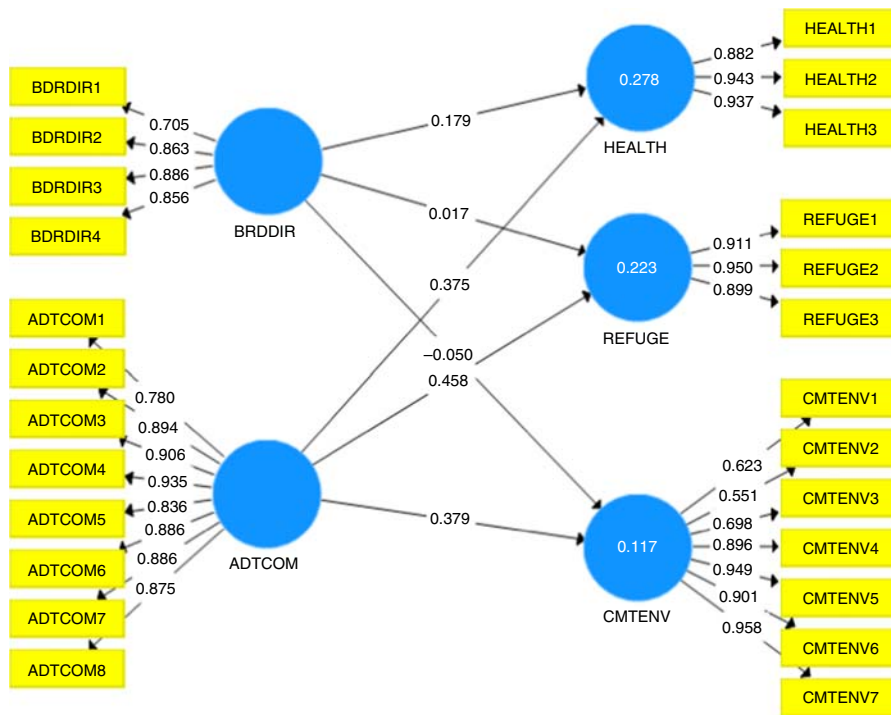 BDRDIR1
BDRDIR2
BDRDIR3
BDRDIR4
0.705
0.863
0.886
0.856
BRDDIR
ADTCOM1
ADTCOM2
ADTCOM3
ADTCOM4
ADTCOM5
ADTCOM6
ADTCOM7
ADTCOM8
0.780
0.894
0.906
0.935
0.836
0.886
0.886
0.875
ADTCOM
0.179
0.017
0.375
–0.050
0.458
0.379
0.278
HEALTH
0.882
0.943
0.937
HEALTH1
HEALTH2
HEALTH3
0.223
REFUGE
0.911
0.950
0.899
REFUGE1
REFUGE2
REFUGE3
0.117
CMTENV
0.623
0.551
0.698
0.896
0.949
0.901
0.958
CMTENV1
CMTENV2
CMTENV3
CMTENV4
CMTENV5
CMTENV6
CMTENV7